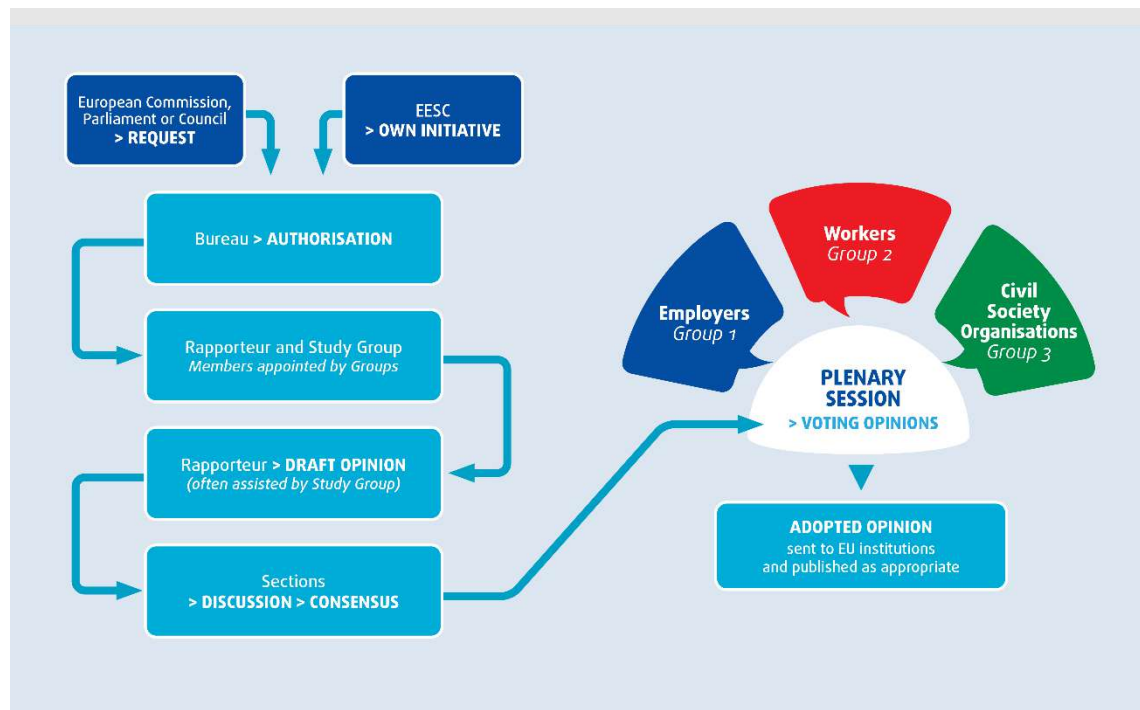 European Commission,
Parliament or Council
> REQUEST
EESC
> OWN INITIATIVE
Bureau > AUTHORISATION
Rapporteur and Study Group
Members appointed by Groups
Rapporteur > DRAFT OPINION
(often assisted by Study Group)
Sections
> DISCUSSION > CONSENSUS
Employers
Group 1
Workers
Group 2
Civil
Society
Organisations
Group 3
PLENARY
SESSION
> VOTING OPINIONS
ADOPTED OPINION
sent to EU institutions
and published as appropriate